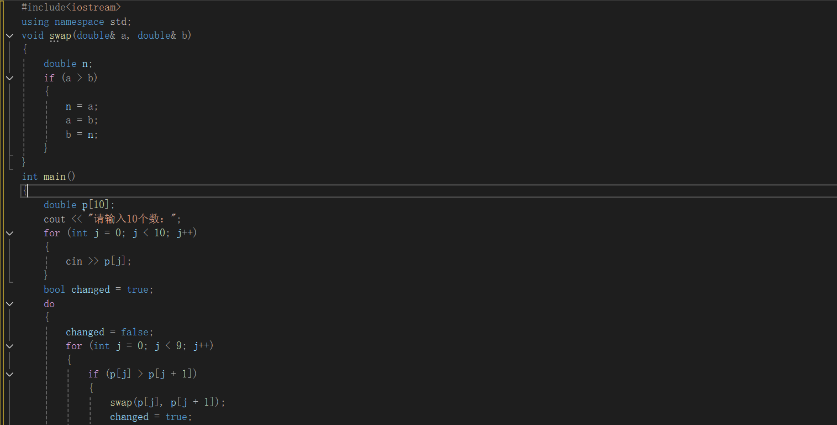 #include<iostream>
using namespace std;
void swap(double& a, double& b)
{
    double n;
    if (a > b)
    {
        n = a;
        a = b;
        b = n;
    }
}
int main()
{
    double p[10];
    cout << "请输入10个数：";
    for (int j = 0; j < 10; j++)
    {
        cin >> p[j];
    }
    bool changed = true;
    do
    {
        changed = false;
        for (int j = 0; j < 9; j++)
        {
            if (p[j] > p[j + 1])
            {
                swap(p[j], p[j + 1]);
                changed = true;